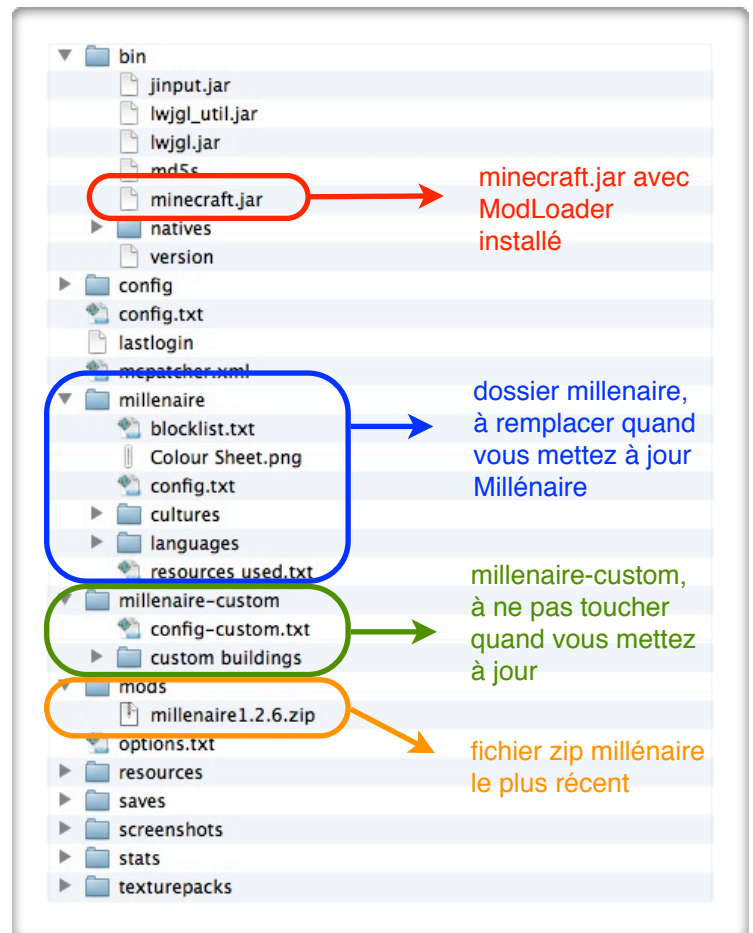 bin
jinput.jar
lwjgl_util.jar
lwjgl.jar
md5s
minecraft.jar
natives
version
config
config.txt
lastlogin
mcpatcher.xml
millenaire
blocklist.txt
Colour Sheet.png
config.txt
cultures
languages
resources used.txt
millenaire-custom
config-custom.txt
custom buildings
mods
millenaire1.2.6.zip
options.txt
resources
saves
screenshots
stats
texturepacks
minecraft.jar avec
ModLoader
installé
dossier millenaire,
à remplacer quand
vous mettez à jour
Millénaire
millenaire-custom,
à ne pas toucher
quand vous mettez
à jour
fichier zip millénaire
le plus récent